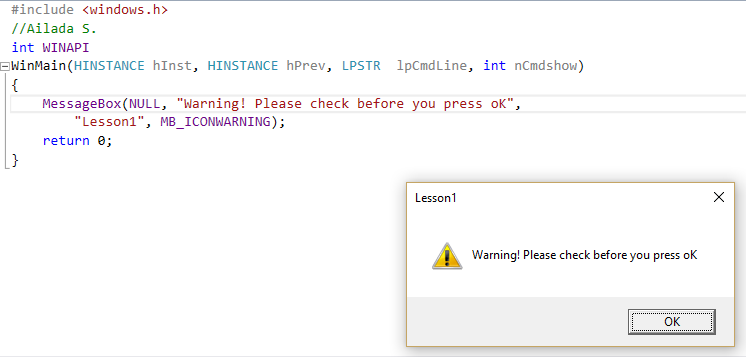 #include <windows.h>
//Ailada S.
int WINAPI
WinMain(HINSTANCE hInst, HINSTANCE hPrev, LPSTR  lpCmdLine, int nCmdshow)
{
    MessageBox(NULL, "Warning! Please check before you press oK",
        "Lesson1", MB_ICONWARNING);
    return 0;
}
Lesson1
Warning! Please check before you press oK
OK